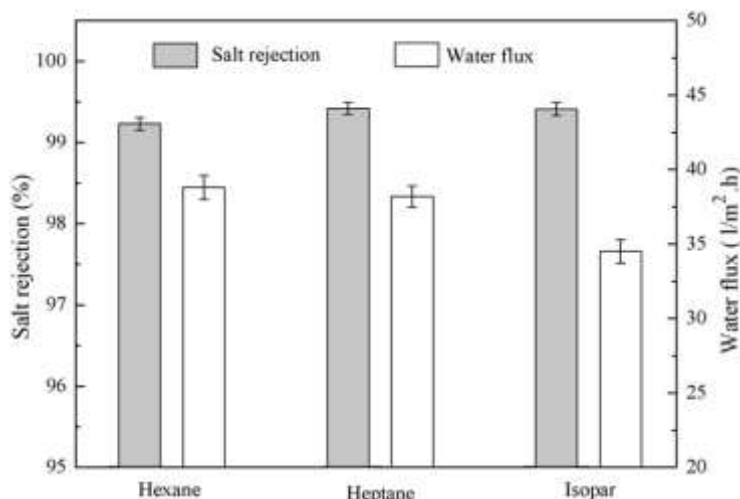 Salt rejection
Water flux
Salt rejection (%)
100
99
98
97
96
95
Water flux ( l/m².h)
50
45
40
35
30
25
20
Hexane
Heptane
Isopar